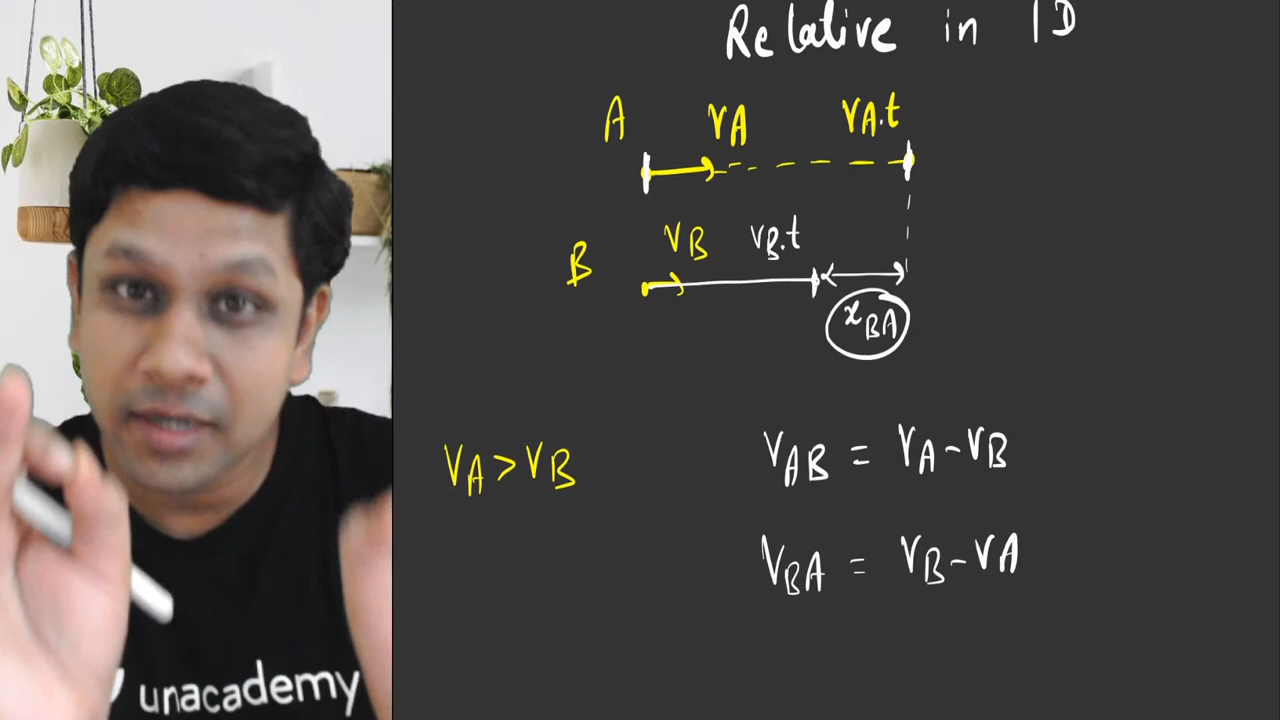 Relative in 1D
A vA vA.t
B vB vB.t
xBA
vA > vB
vAB = vA - vB
vBA = vB - vA
unacademy